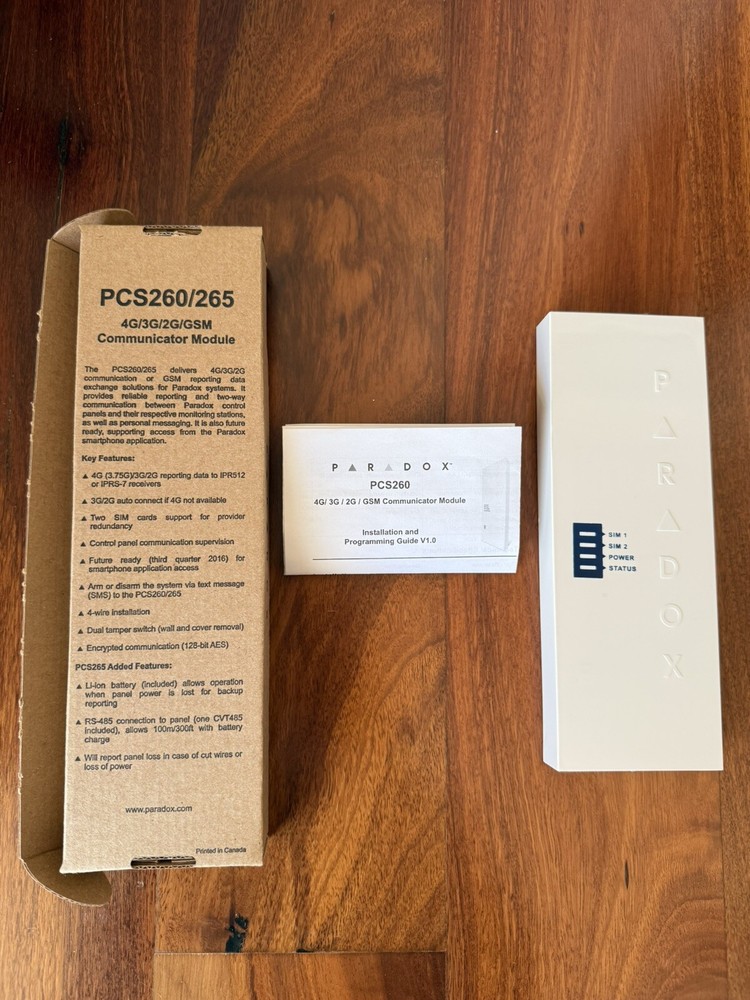 PCS260/265
4G/3G/2G/GSM
Communicator Module
The PCS260/265 delivers 4G/3G/2G
communication or GSM reporting data
exchange solutions for Paradox systems. It
provides reliable reporting and two-way
communication between Paradox control
panels and their respective monitoring stations,
as well as personal messaging. It is also future
ready, supporting access from the Paradox
smartphone application.
Key Features:
▲ 4G (3.75G)/3G/2G reporting data to IPR512
or IPRS-7 receivers
▲ 3G/2G auto connect if 4G not available
▲ Two SIM cards support for provider
redundancy
▲ Control panel communication supervision
▲ Future ready (third quarter 2016) for
smartphone application access
▲ Arm or disarm the system via text message
(SMS) to the PCS260/265
▲ 4-wire installation
▲ Dual tamper switch (wall and cover removal)
▲ Encrypted communication (128-bit AES)
PCS265 Added Features:
▲ Li-ion battery (included) allows operation
when panel power is lost for backup
reporting
▲ RS-485 connection to panel (one CVT485
included), allows 100m/300ft with battery
charge
▲ Will report panel loss in case of cut wires or
loss of power
www.paradox.com
Printed in Canada
PARADOX™
PCS260
4G/ 3G / 2G / GSM Communicator Module
Installation and
Programming Guide V1.0
PARADOX
SIM 1
SIM 2
POWER
STATUS